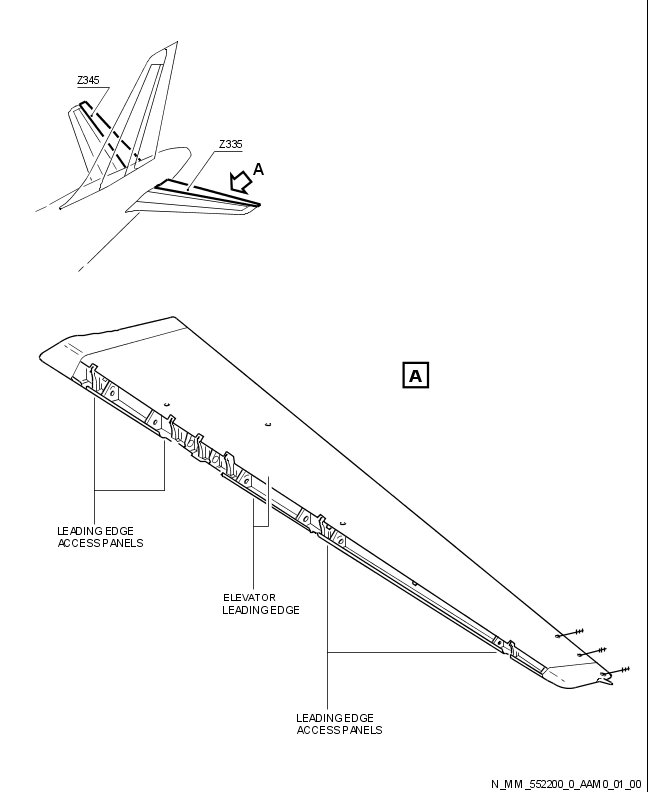 Z345
Z335
A
A
LEADING EDGE
ACCESS PANELS
ELEVATOR
LEADING EDGE
LEADING EDGE
ACCESS PANELS
N_MM_552200_0_AAM0_01_00